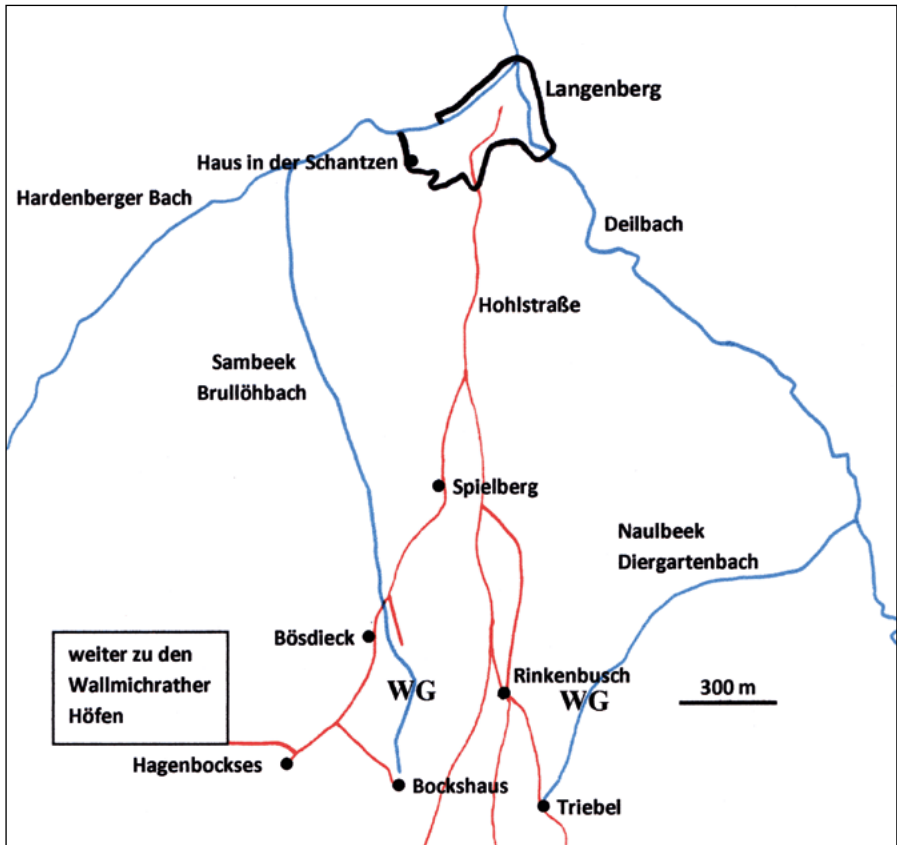 Langenberg
Haus in der Schantzen
Hardenberger Bach
Deilbach
Hohlstraße
Sambeek
Brullöhbach
Spielberg
Naulbeek
Diergartenbach
Bösdieck
weiter zu den
Wallmichrather
Höfen
WG
Rinkenbusch
WG
300 m
Hagenbockses
Bockshaus
Triebel